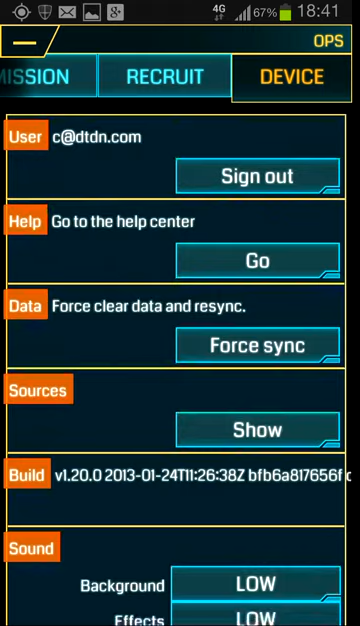 4G 67% 18:41
OPS
MISSION RECRUIT DEVICE
User c@dtdn.com
Sign out
Help Go to the help center
Go
Data Force clear data and resync.
Force sync
Sources
Show
Build v1.20.0 2013-01-24T11:26:38Z bfb6a817656f
Sound
Background LOW
Effects LOW